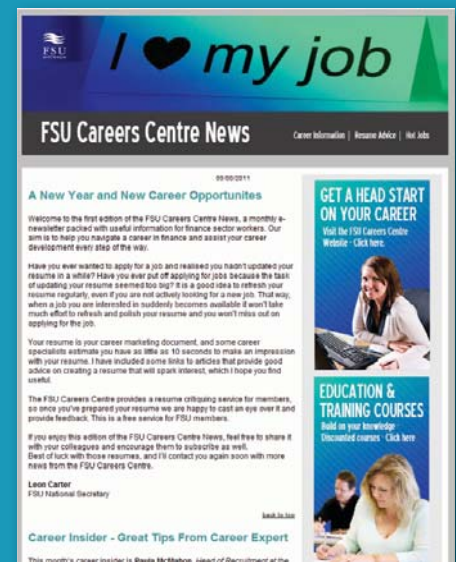 FSU
I ♥ my job
FSU Careers Centre News
Career Information | Resume Advice | Hot Jobs
A New Year and New Career Opportunites
Welcome to the first edition of the FSU Careers Centre News, a monthly e-
newsletter packed with useful information for finance sector workers. Our
aim is to help you navigate a career in finance and assist your career
development every step of the way.
Have you ever wanted to apply for a job and realised you hadn't updated your
resume in a while? Have you ever put off applying for jobs because the task
of updating your resume seemed too big? It is a good idea to refresh your
resume regularly, even if you are not actively looking for a new job. That way,
when a job you are interested in suddenly becomes available it won't take
much effort to refresh and polish your resume and you won't miss out on
applying for the job.
Your resume is your career marketing document, and some career
specialists estimate you have as little as 10 seconds to make an impression
with your resume. I have included some links to articles that provide good
advice on creating a resume that will spark interest, which I hope you find
useful.
The FSU Careers Centre provides a resume critiquing service for members,
so once you've prepared your resume we are happy to cast an eye over it and
provide feedback. This is a free service for FSU members.
If you enjoy this edition of the FSU Careers Centre News, feel free to share it
with your colleagues and encourage them to subscribe as well.
Best of luck with those resumes, and I'll contact you again soon with more
news from the FSU Careers Centre.
Leon Carter
FSU National Secretary
back to top
Career Insider - Great Tips From Career Expert
This month's career insider is Paula McMahon, Head of Recruitment at the
GET A HEAD START
ON YOUR CAREER
Visit the FSU Careers Centre
Website - Click here.
EDUCATION &
TRAINING COURSES
Build on your knowledge
Discounted courses - Click here